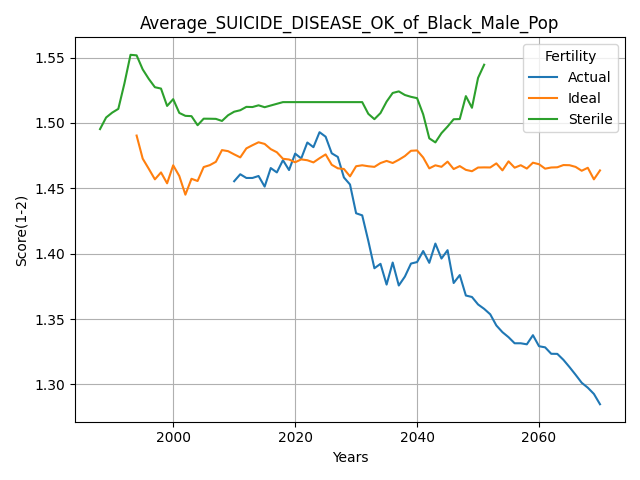 Average_SUICIDE_DISEASE_OK_of_Black_Male_Pop
Fertility
Actual
Ideal
Sterile
Score(1-2)
1.55
1.50
1.45
1.40
1.35
1.30
2000 2020 2040 2060
Years